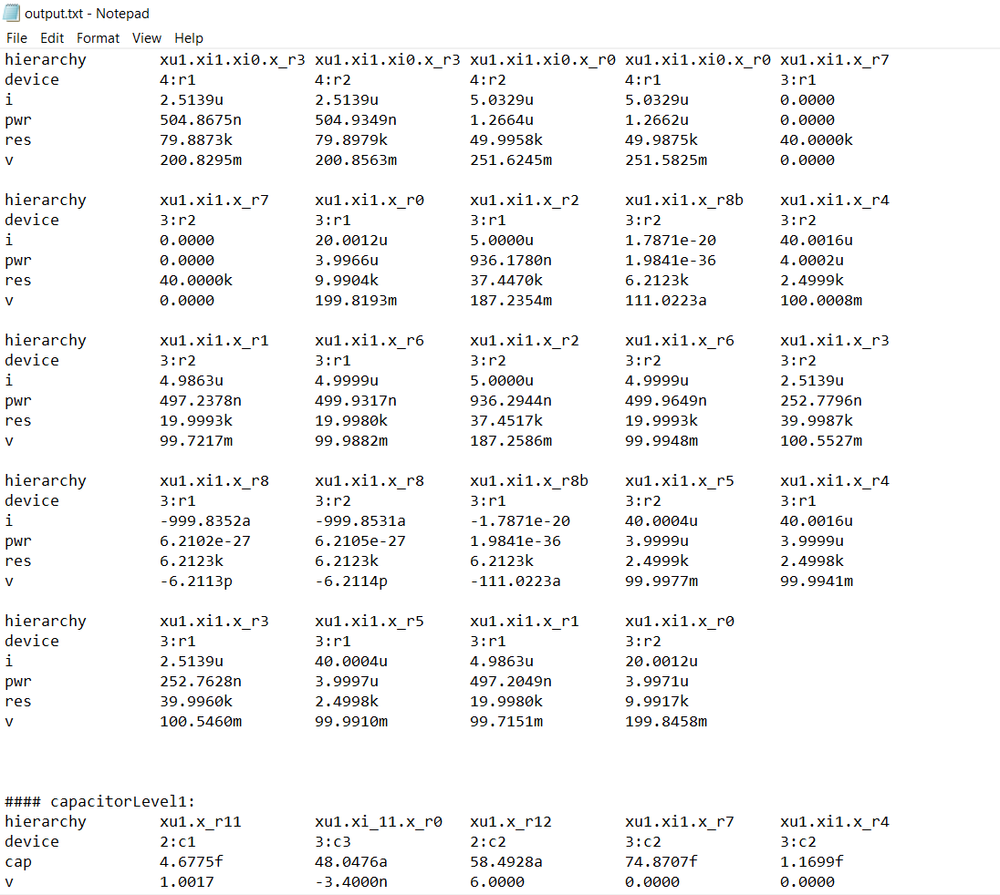 output.txt - Notepad
File Edit Format View Help
hierarchy xu1.xi1.xi0.x_r3 xu1.xi1.xi0.x_r3 xu1.xi1.xi0.x_r0 xu1.xi1.xi0.x_r0 xu1.xi1.x_r7
device 4:r1 4:r2 4:r2 4:r1 3:r1
i 2.5139u 2.5139u 5.0329u 5.0329u 0.0000
pwr 504.8675n 504.9349n 1.2664u 1.2662u 0.0000
res 79.8873k 79.8979k 49.9958k 49.9875k 40.0000k
v 200.8295m 200.8563m 251.6245m 251.5825m 0.0000
hierarchy xu1.xi1.x_r7 xu1.xi1.x_r0 xu1.xi1.x_r2 xu1.xi1.x_r8b xu1.xi1.x_r4
device 3:r2 3:r1 3:r1 3:r2 3:r2
i 0.0000 20.0012u 5.0000u 1.7871e-20 40.0016u
pwr 0.0000 3.9966u 936.1780n 1.9841e-36 4.0002u
res 40.0000k 9.9904k 37.4470k 6.2123k 2.4999k
v 0.0000 199.8193m 187.2354m 111.0223a 100.0008m
hierarchy xu1.xi1.x_r1 xu1.xi1.x_r6 xu1.xi1.x_r2 xu1.xi1.x_r6 xu1.xi1.x_r3
device 3:r2 3:r1 3:r2 3:r2 3:r2
i 4.9863u 4.9999u 5.0000u 4.9999u 2.5139u
pwr 497.2378n 499.9317n 936.2944n 499.9649n 252.7796n
res 19.9993k 19.9980k 37.4517k 19.9993k 39.9987k
v 99.7217m 99.9882m 187.2586m 99.9948m 100.5527m
hierarchy xu1.xi1.x_r8 xu1.xi1.x_r8 xu1.xi1.x_r8b xu1.xi1.x_r5 xu1.xi1.x_r4
device 3:r1 3:r2 3:r1 3:r2 3:r1
i -999.8352a -999.8531a -1.7871e-20 40.0004u 40.0016u
pwr 6.2102e-27 6.2105e-27 1.9841e-36 3.9999u 3.9999u
res 6.2123k 6.2123k 6.2123k 2.4999k 2.4998k
v -6.2113p -6.2114p -111.0223a 99.9977m 99.9941m
hierarchy xu1.xi1.x_r3 xu1.xi1.x_r5 xu1.xi1.x_r1 xu1.xi1.x_r0
device 3:r1 3:r1 3:r1 3:r2
i 2.5139u 40.0004u 4.9863u 20.0012u
pwr 252.7628n 3.9997u 497.2049n 3.9971u
res 39.9960k 2.4998k 19.9980k 9.9917k
v 100.5460m 99.9910m 99.7151m 199.8458m
#### capacitorLevel1:
hierarchy xu1.x_r11 xu1.xi_11.x_r0 xu1.x_r12 xu1.xi1.x_r7 xu1.xi1.x_r4
device 2:c1 3:c3 2:c2 3:c2 3:c2
cap 4.6775f 48.0476a 58.4928a 74.8707f 1.1699f
v 1.0017 -3.4000n 6.0000 0.0000 0.0000